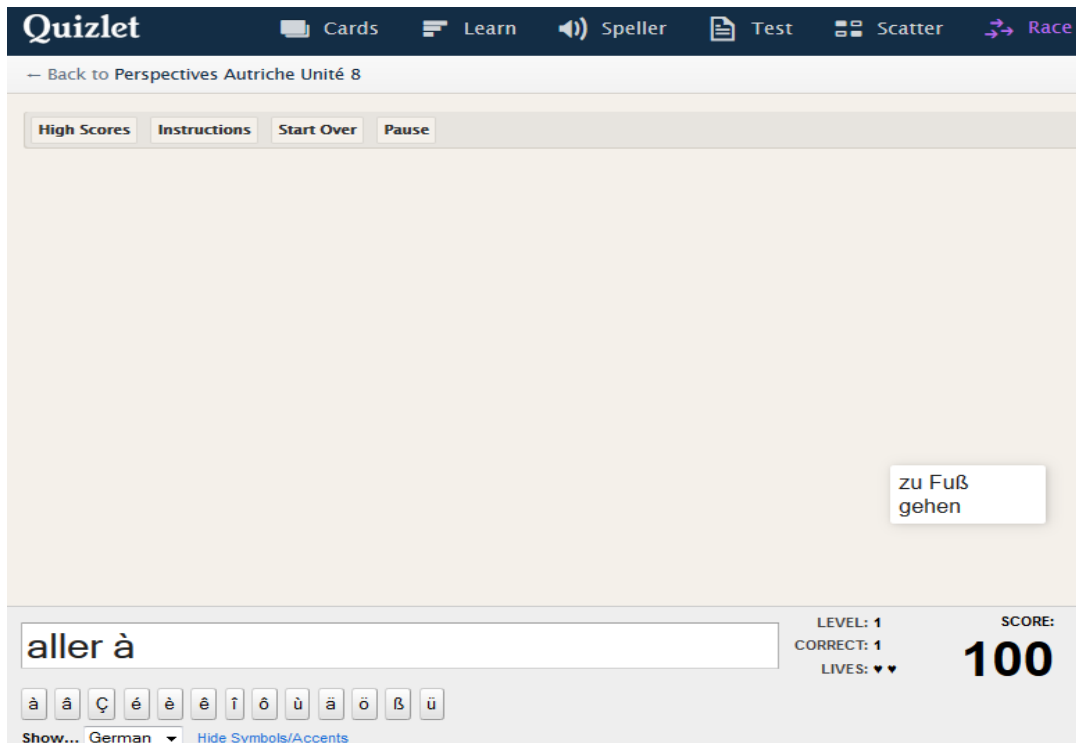 Quizlet Cards Learn Speller Test Scatter Race
← Back to Perspectives Autriche Unité 8
High Scores Instructions Start Over Pause
zu Fuß
gehen
aller à
LEVEL: 1
CORRECT: 1
LIVES: ♥ ♥
SCORE:
100
à â Ç é è ê î ô ù ä ö ß ü
Show... German Hide Symbols/Accents